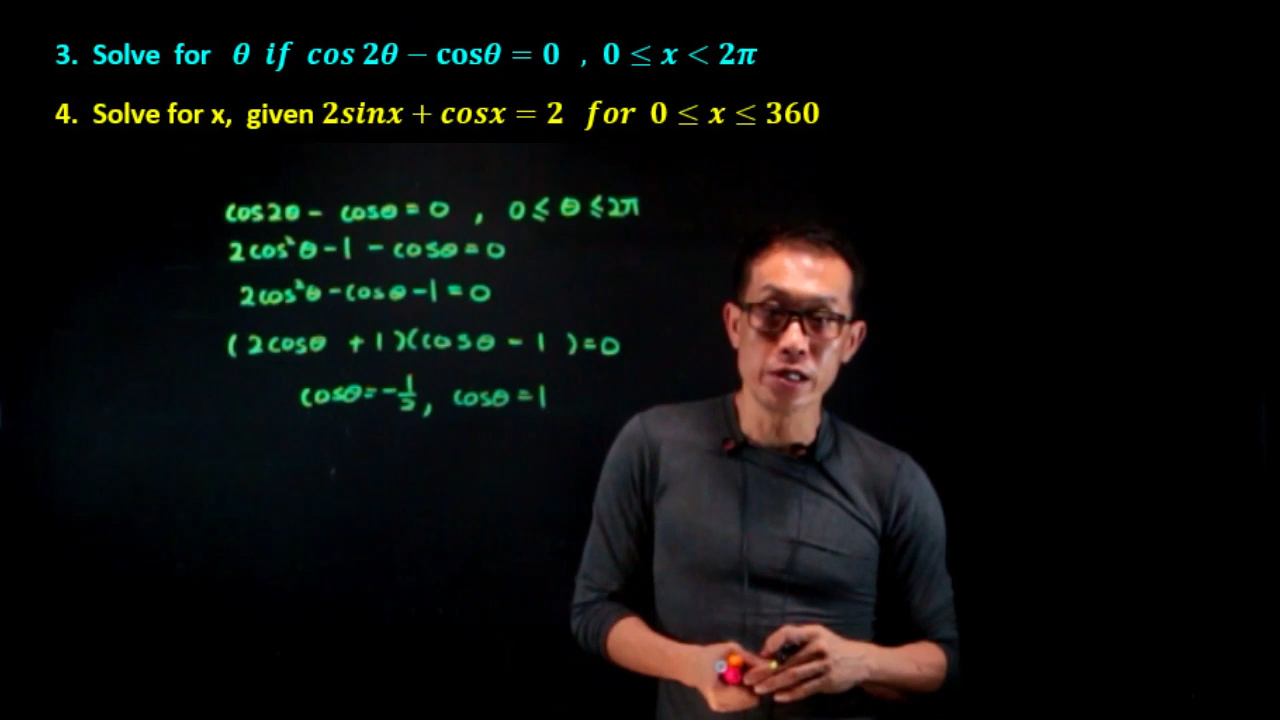 3. Solve for θ if cos 2θ − cosθ = 0 , 0 ≤ x < 2π
4. Solve for x, given 2sinx + cosx = 2 for 0 ≤ x ≤ 360
cos2θ - cosθ = 0 , 0 ≤ θ ≤ 2π
2cos²θ - 1 - cosθ = 0
2cos²θ - cosθ - 1 = 0
(2cosθ + 1)(cosθ - 1) = 0
cosθ = -1/2, cosθ = 1